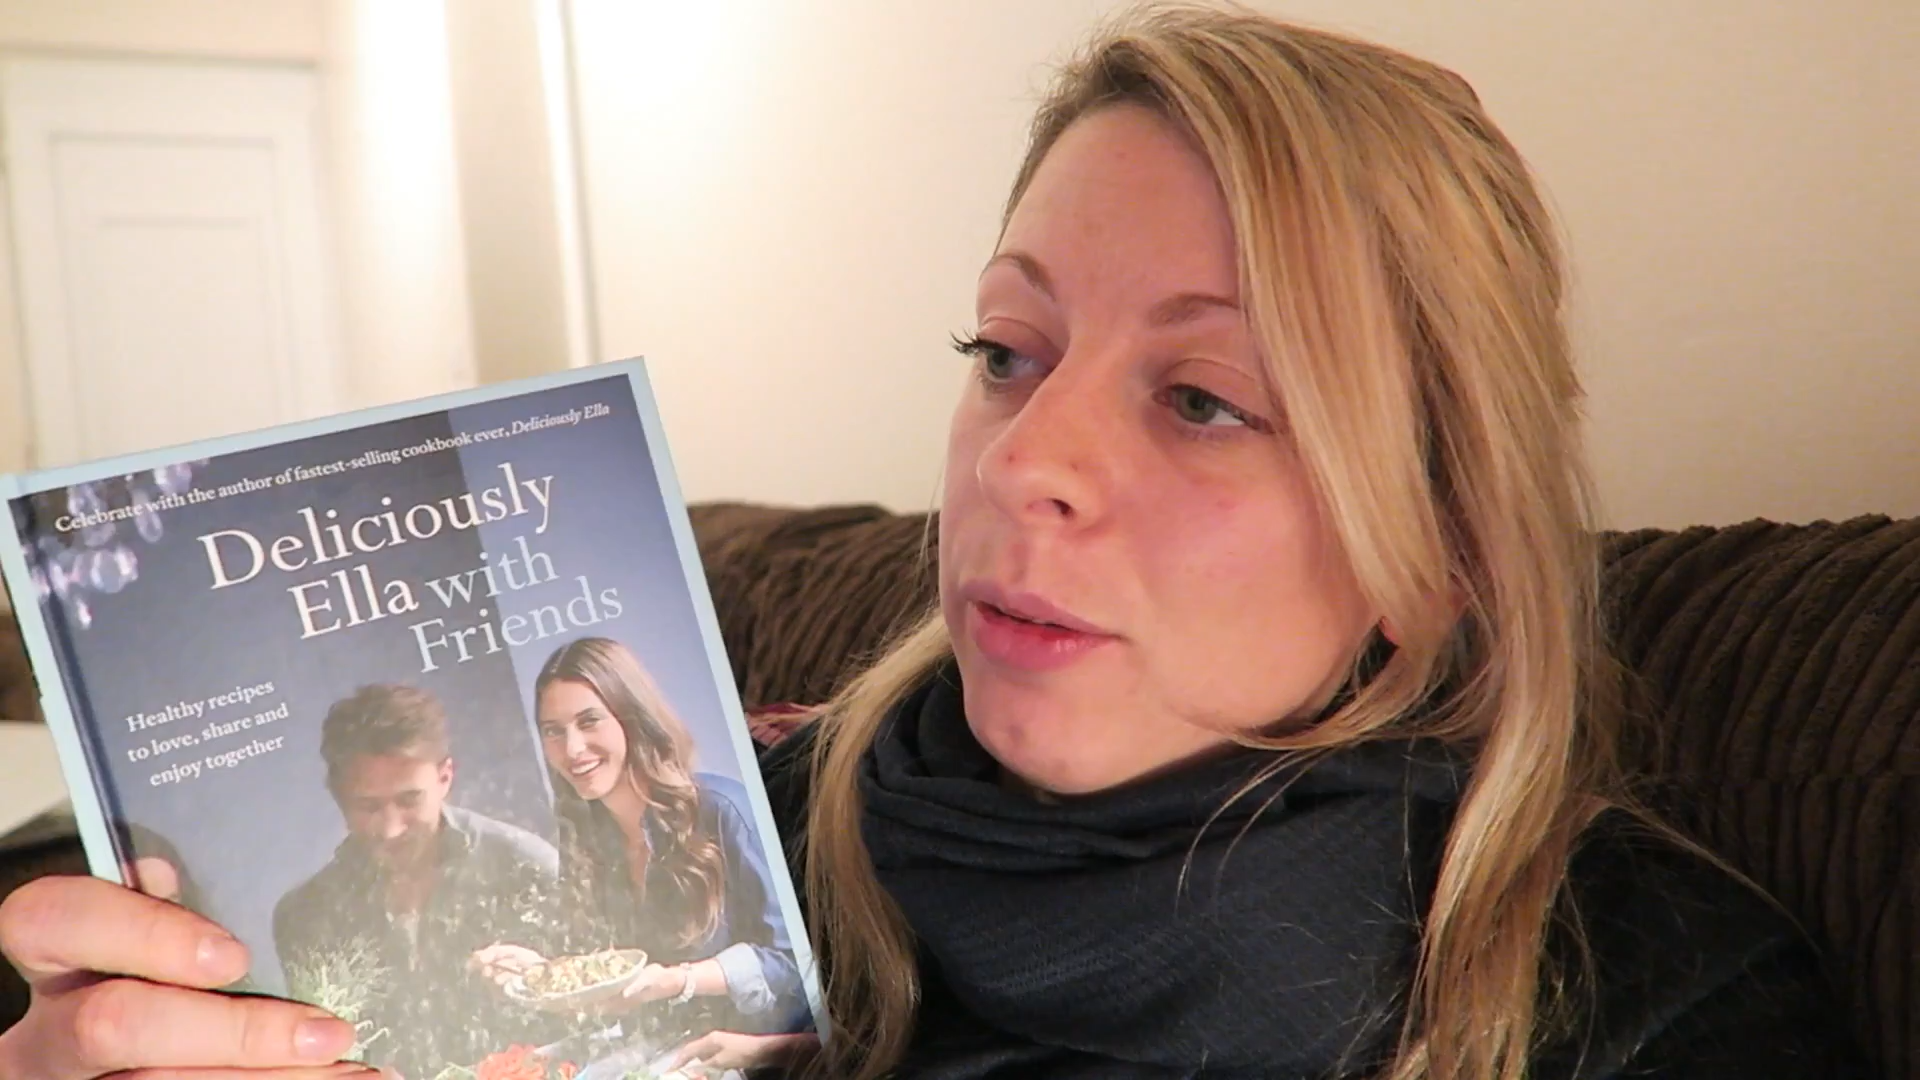 Celebrate with the author of fastest-selling cookbook ever, Deliciously Ella
Deliciously
Ella with
Friends
Healthy recipes
to love, share and
enjoy together